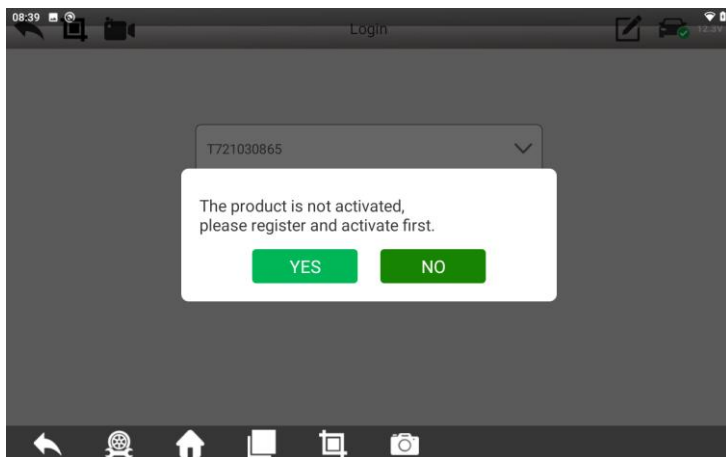 08:39
Login
12.3V
T721030865
The product is not activated,
please register and activate first.
YES
NO